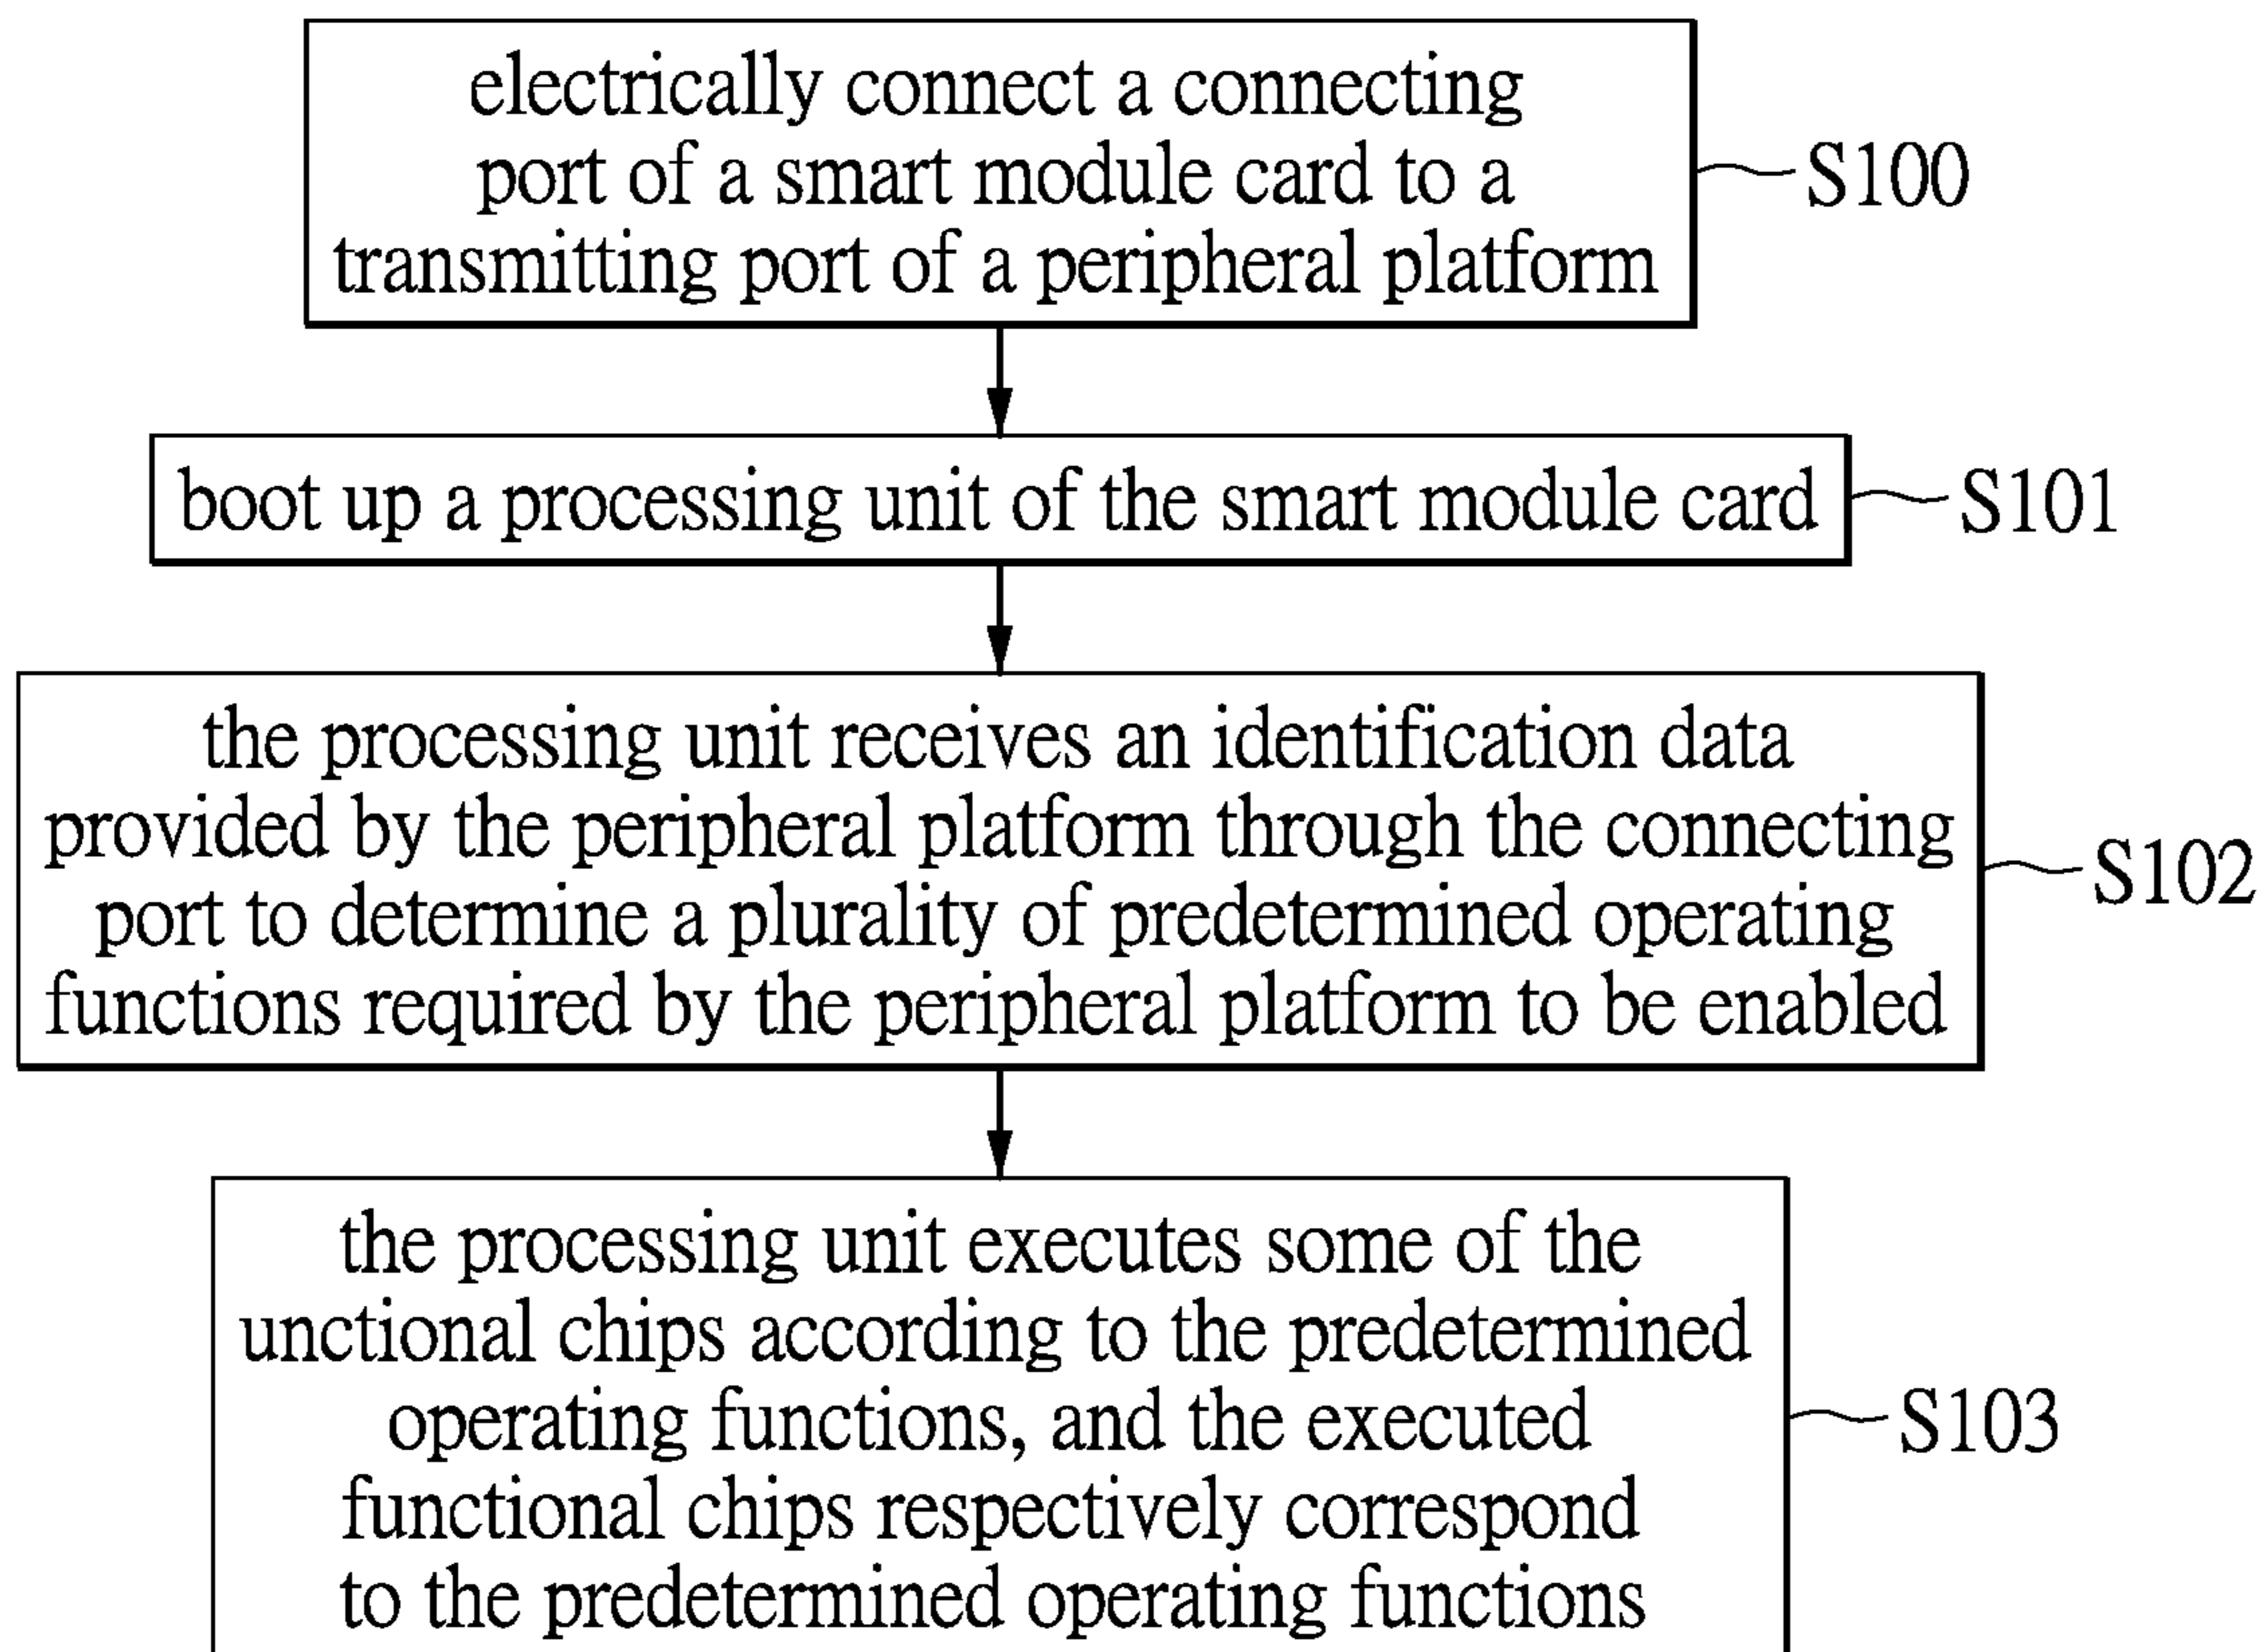 electrically connect a connecting
port of a smart module card to a
transmitting port of a peripheral platform
S100
boot up a processing unit of the smart module card
S101
the processing unit receives an identification data
provided by the peripheral platform through the connecting
port to determine a plurality of predetermined operating
functions required by the peripheral platform to be enabled
S102
the processing unit executes some of the
unctional chips according to the predetermined
operating functions, and the executed
functional chips respectively correspond
to the predetermined operating functions
S103